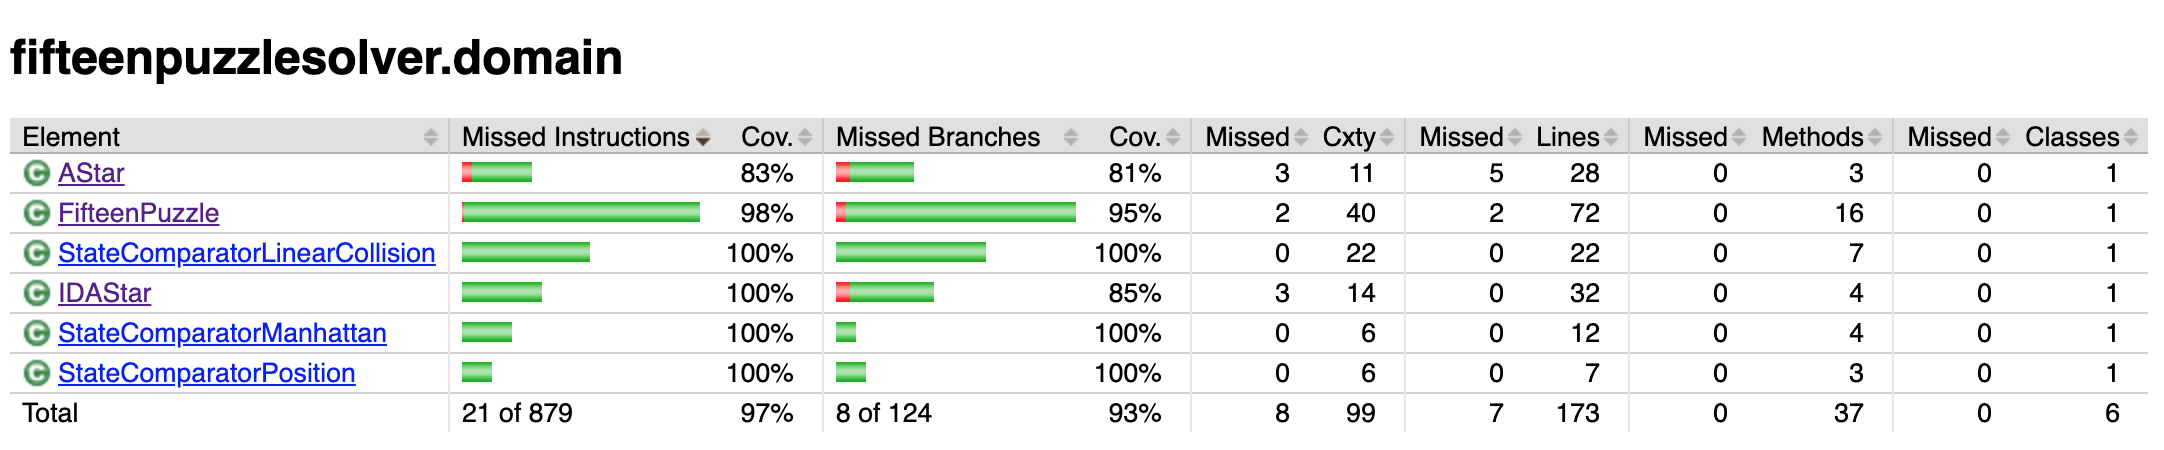 fifteenpuzzlesolver.domain
Element Missed Instructions Cov. Missed Branches Cov. Missed Cxty Missed Lines Missed Methods Missed Classes
C AStar 83% 81% 3 11 5 28 0 3 0 1
C FifteenPuzzle 98% 95% 2 40 2 72 0 16 0 1
C StateComparatorLinearCollision 100% 100% 0 22 0 22 0 7 0 1
C IDAStar 100% 85% 3 14 0 32 0 4 0 1
C StateComparatorManhattan 100% 100% 0 6 0 12 0 4 0 1
C StateComparatorPosition 100% 100% 0 6 0 7 0 3 0 1
Total 21 of 879 97% 8 of 124 93% 8 99 7 173 0 37 0 6